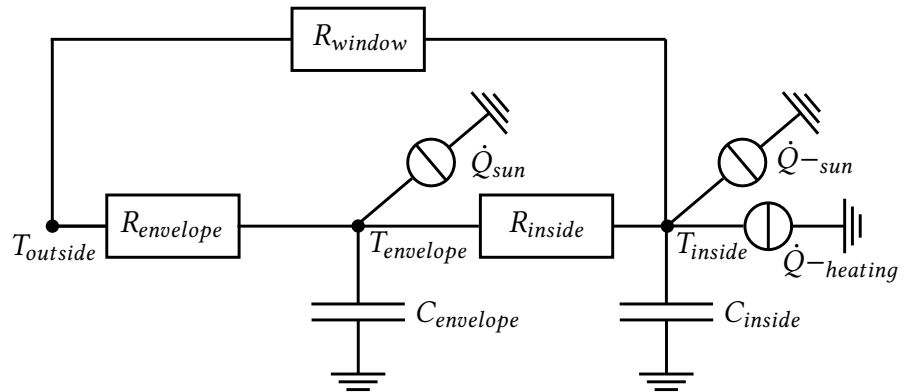 R_window
Q̇_sun
Q̇−_sun
R_envelope
R_inside
T_outside
T_envelope
T_inside
Q̇−_heating
C_envelope
C_inside